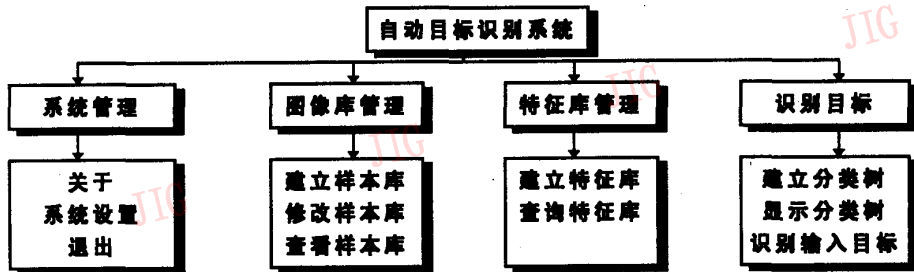 自动目标识别系统
系统管理
图像库管理
特征库管理
识别目标
关于
系统设置
退出
建立样本库
修改样本库
查看样本库
建立特征库
查询特征库
建立分类树
显示分类树
识别输入目标
JIG
JIG
JIG
JIG